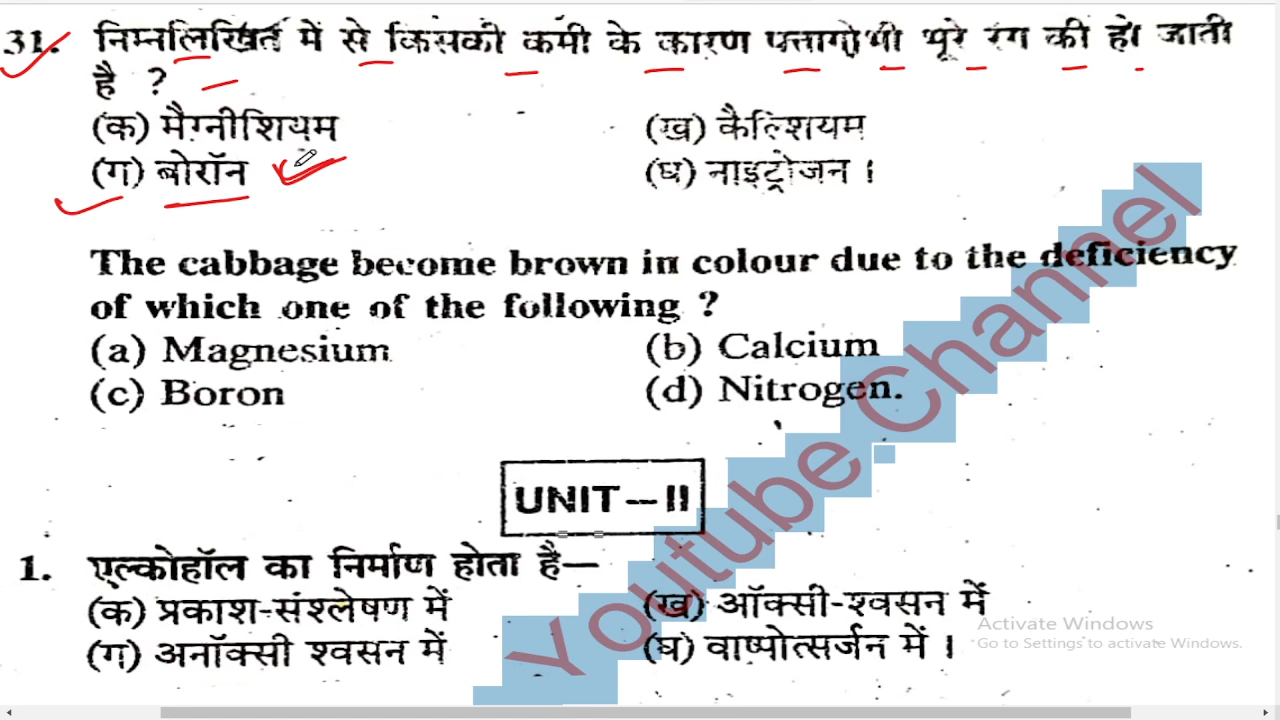 31. निम्नलिखित में से किसकी कमी के कारण पत्तागोभी भूरे रंग की हो जाती
है ?
(क) मैग्नीशियम (ख) कैल्शियम
(ग) बोरॉन (घ) नाइट्रोजन ।
The cabbage become brown in colour due to the deficiency
of which one of the following ?
(a) Magnesium (b) Calcium
(c) Boron (d) Nitrogen.
UNIT--II
1. एल्कोहॉल का निर्माण होता है—
(क) प्रकाश-संश्लेषण में (ख) ऑक्सी-श्वसन में
(ग) अनॉक्सी श्वसन में (घ) वाष्पोत्सर्जन में ।
Youtube Channel
Activate Windows
Go to Settings to activate Windows.